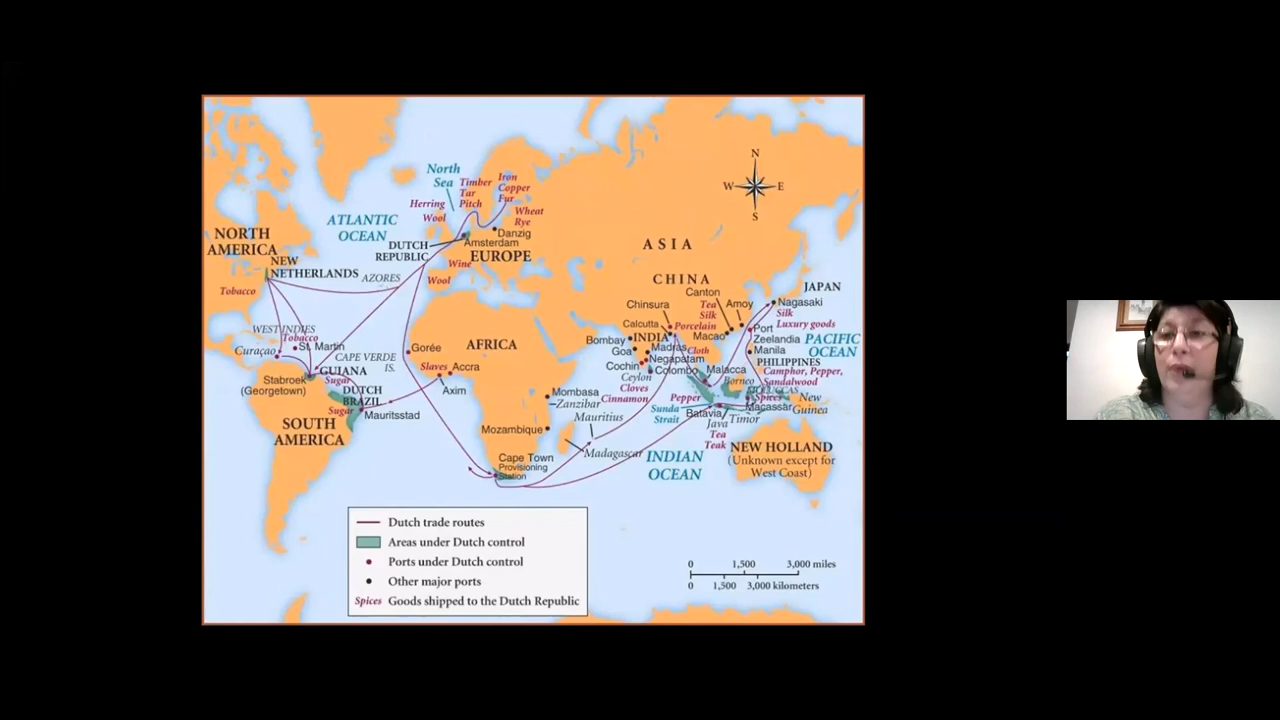 North
Sea
Timber
Tar
Pitch
Iron
Copper
Fur
Herring
Wool
Wheat
Rye
ATLANTIC
OCEAN
Danzig
Amsterdam
DUTCH
REPUBLIC
EUROPE
NORTH
AMERICA
NEW
NETHERLANDS
AZORES
Wine
Wool
Tobacco
ASIA
CHINA
N
W
E
S
JAPAN
Canton
Tea
Silk
Amoy
Nagasaki
Silk
Luxury goods
Chinsura
Calcutta
Porcelain
Macao
Port
Zeelandia
PACIFIC
OCEAN
WEST INDIES
Tobacco
St. Martin
Curaçao
CAPE VERDE
IS.
Gorée
AFRICA
Bombay
INDIA
Goa
Madras
Cloth
Negapatam
Cochin
Colombo
Manila
PHILIPPINES
Camphor, Pepper,
Sandalwood
Stabroek
(Georgetown)
GUIANA
Sugar
DUTCH
BRAZIL
Sugar
Mauritsstad
Slaves
Accra
Axim
Ceylon
Cloves
Cinnamon
Malacca
Borneo
MOLUCCAS
Spices
New
Guinea
Macassar
Mombasa
Zanzibar
Mauritius
Pepper
Sunda
Strait
Batavia
Java
Timor
Tea
Teak
SOUTH
AMERICA
Mozambique
Madagascar
INDIAN
OCEAN
NEW HOLLAND
(Unknown except for
West Coast)
Cape Town
Provisioning
Station
Dutch trade routes
Areas under Dutch control
Ports under Dutch control
Other major ports
Spices Goods shipped to the Dutch Republic
0 1,500 3,000 miles
0 1,500 3,000 kilometers